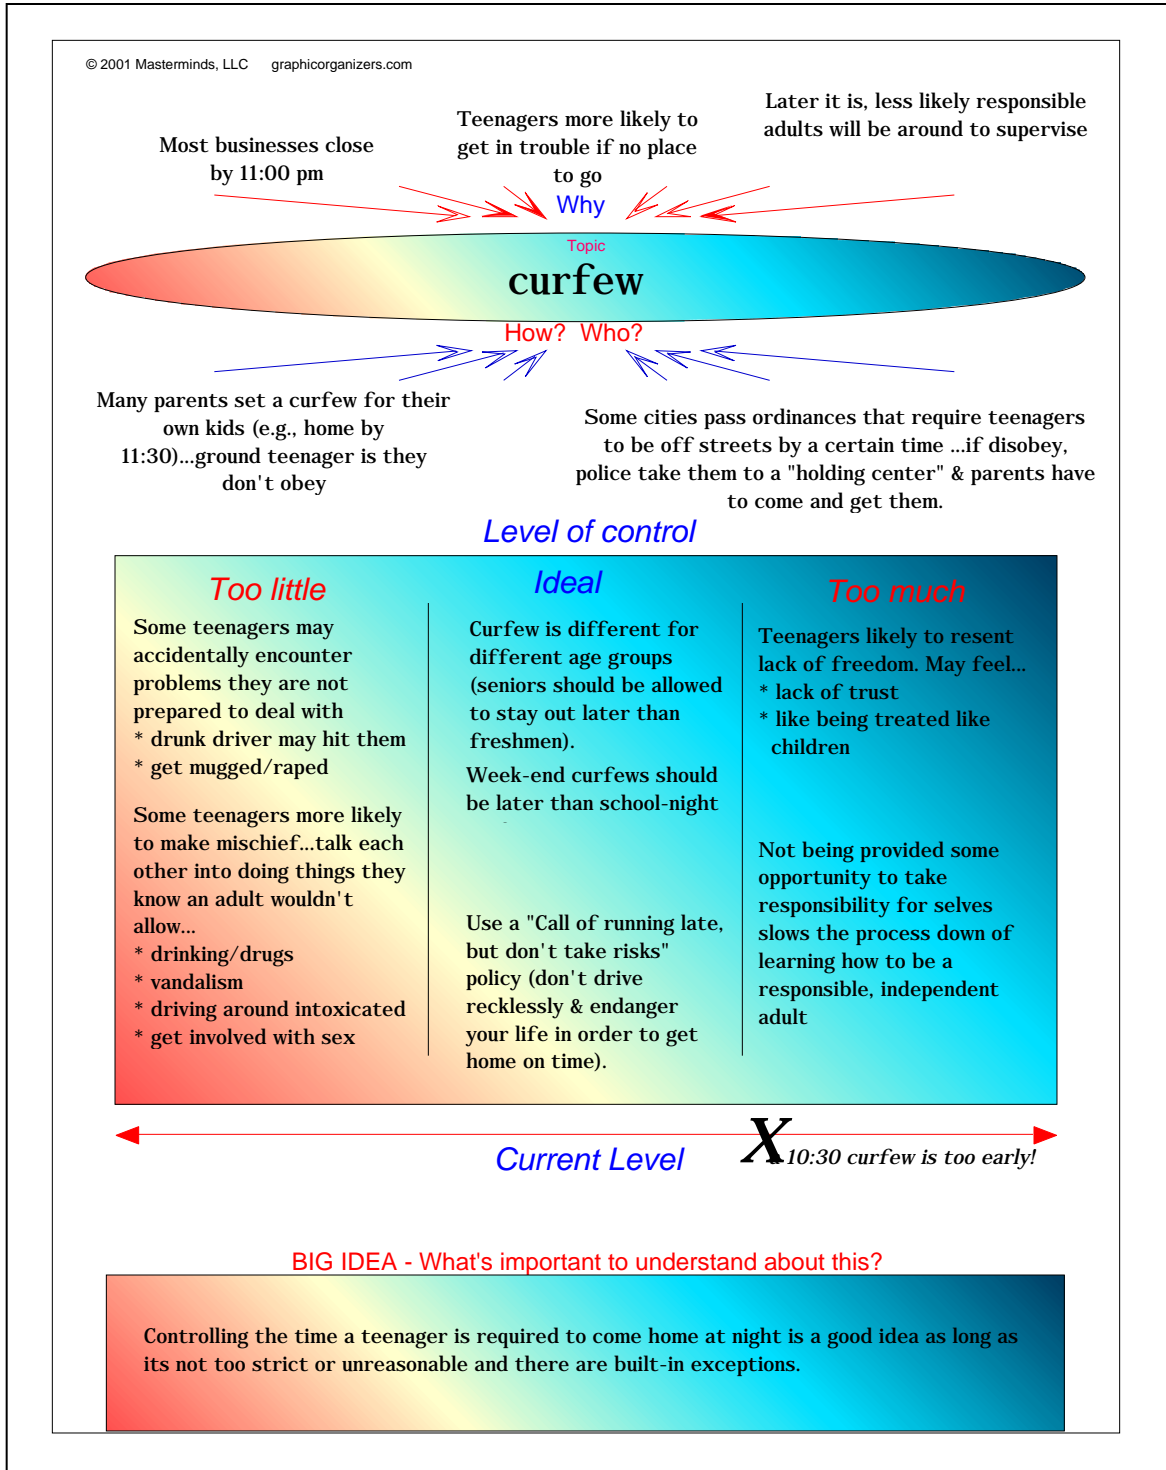 © 2001 Masterminds, LLC graphicorganizers.com
Most businesses close
by 11:00 pm
Teenagers more likely to
get in trouble if no place
to go
Later it is, less likely responsible
adults will be around to supervise
Why
Topic
curfew
How? Who?
Many parents set a curfew for their
own kids (e.g., home by
11:30)...ground teenager is they
don't obey
Some cities pass ordinances that require teenagers
to be off streets by a certain time ...if disobey,
police take them to a "holding center" & parents have
to come and get them.
Level of control
Too little
Some teenagers may
accidentally encounter
problems they are not
prepared to deal with
* drunk driver may hit them
* get mugged/raped
Some teenagers more likely
to make mischief...talk each
other into doing things they
know an adult wouldn't
allow...
* drinking/drugs
* vandalism
* driving around intoxicated
* get involved with sex
Ideal
Curfew is different for
different age groups
(seniors should be allowed
to stay out later than
freshmen).
Week-end curfews should
be later than school-night
Use a "Call of running late,
but don't take risks"
policy (don't drive
recklessly & endanger
your life in order to get
home on time).
Too much
Teenagers likely to resent
lack of freedom. May feel...
* lack of trust
* like being treated like
children
Not being provided some
opportunity to take
responsibility for selves
slows the process down of
learning how to be a
responsible, independent
adult
X
Current Level
10:30 curfew is too early!
BIG IDEA - What's important to understand about this?
Controlling the time a teenager is required to come home at night is a good idea as long as
its not too strict or unreasonable and there are built-in exceptions.